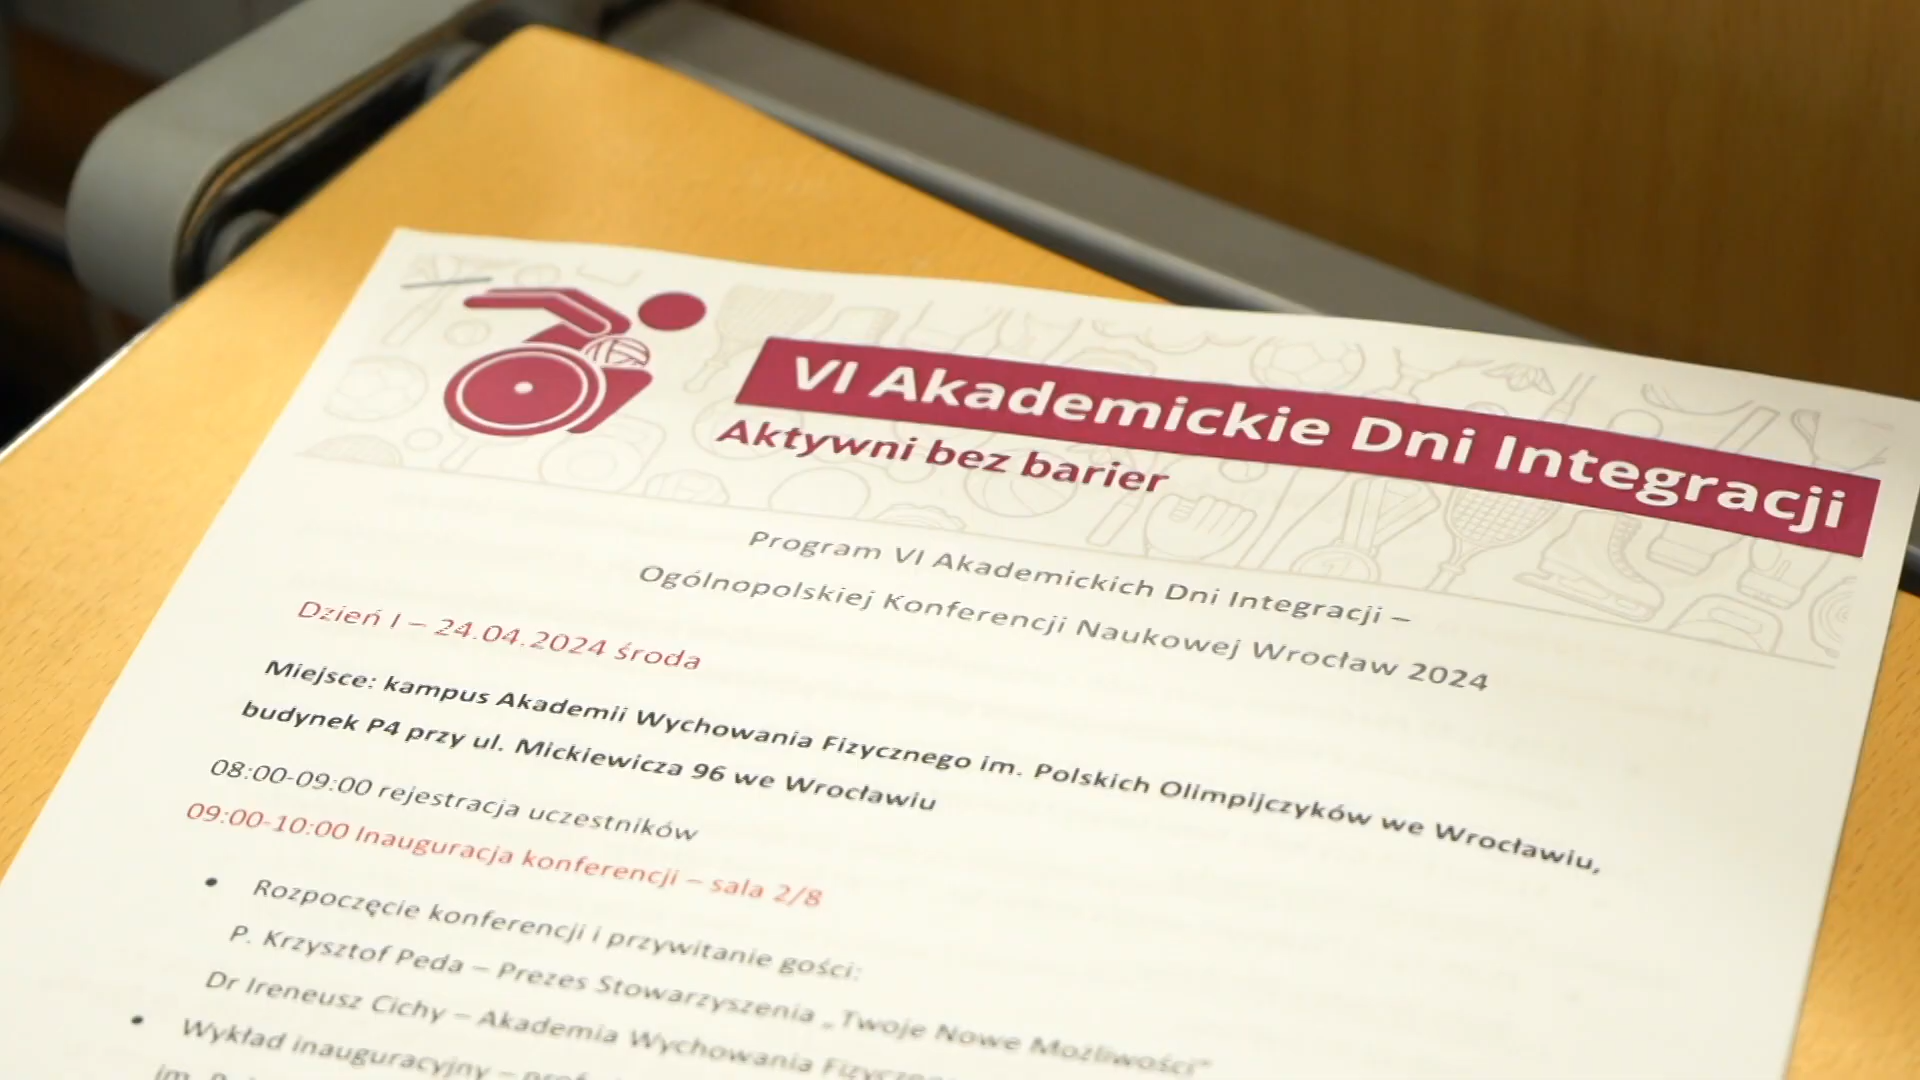 VI Akademickie Dni Integracji
Aktywni bez barier
Program VI Akademickich Dni Integracji –
Ogólnopolskiej Konferencji Naukowej Wrocław 2024
Dzień I – 24.04.2024 środa
Miejsce: kampus Akademii Wychowania Fizycznego im. Polskich Olimpijczyków we Wrocławiu,
budynek P4 przy ul. Mickiewicza 96 we Wrocławiu
08:00-09:00 rejestracja uczestników
09:00-10:00 Inauguracja konferencji – sala 2/8
• Rozpoczęcie konferencji i przywitanie gości:
P. Krzysztof Peda – Prezes Stowarzyszenia „Twoje Nowe Możliwości”
Dr Ireneusz Cichy – Akademia Wychowania
• Wykład inauguracyjny –
im.